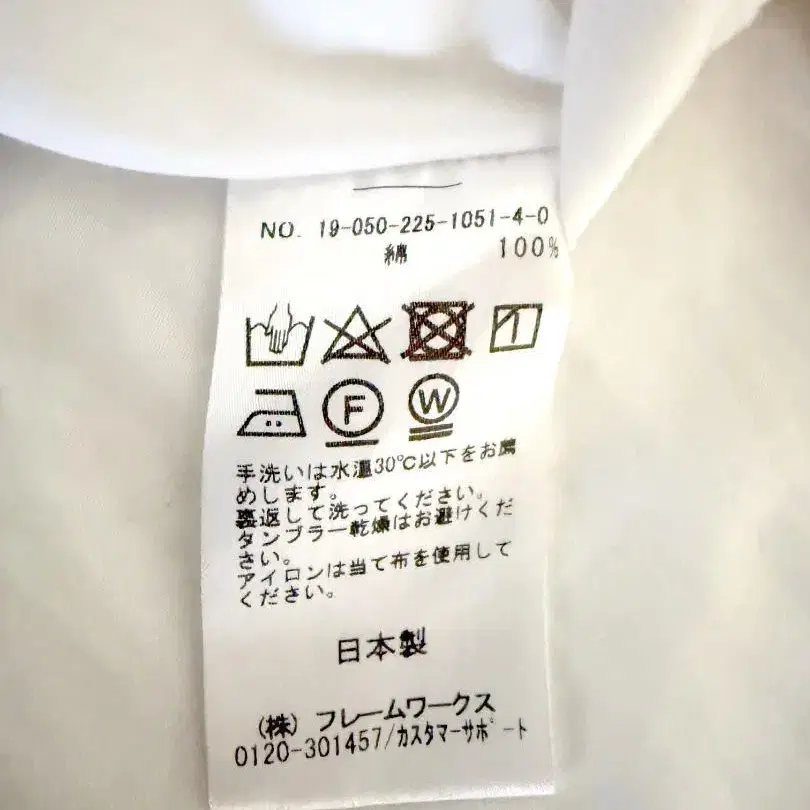 NO. 19-050-225-1051-4-0
綿 100%
F W
手洗いは水温30℃以下をお薦
めします。
裏返して洗ってください。
タンブラー乾燥はお避けくだ
さい。
アイロンは当て布を使用して
ください。
日本製
(株) フレームワークス
0120-301457/カスタマーサポート